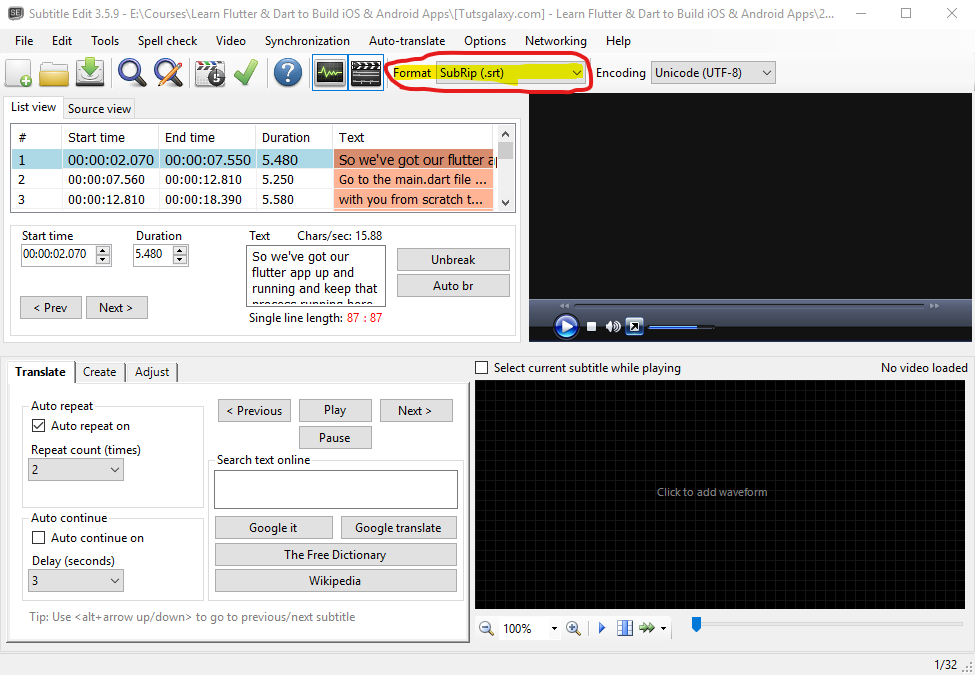 SE Subtitle Edit 3.5.9 - E:\Courses\Learn Flutter & Dart to Build iOS & Android Apps\[Tutsgalaxy.com] - Learn Flutter & Dart to Build iOS & Android Apps\2...
File Edit Tools Spell check Video Synchronization Auto-translate Options Networking Help
Format SubRip (.srt) Encoding Unicode (UTF-8)
List view Source view
# Start time End time Duration Text
1 00:00:02.070 00:00:07.550 5.480 So we've got our flutter a
2 00:00:07.560 00:00:12.810 5.250 Go to the main.dart file ...
3 00:00:12.810 00:00:18.390 5.580 with you from scratch t...
Start time Duration Text Chars/sec: 15.88
00:00:02.070 5.480
So we've got our
flutter app up and
running and keep that
process running here
Unbreak
Auto br
< Prev Next >
Single line length: 87 : 87
Translate Create Adjust
Auto repeat
Auto repeat on
Repeat count (times)
2
Auto continue
Auto continue on
Delay (seconds)
3
< Previous Play Next >
Pause
Search text online
Google it Google translate
The Free Dictionary
Wikipedia
Tip: Use <alt+arrow up/down> to go to previous/next subtitle
Select current subtitle while playing No video loaded
Click to add waveform
100%
1/32